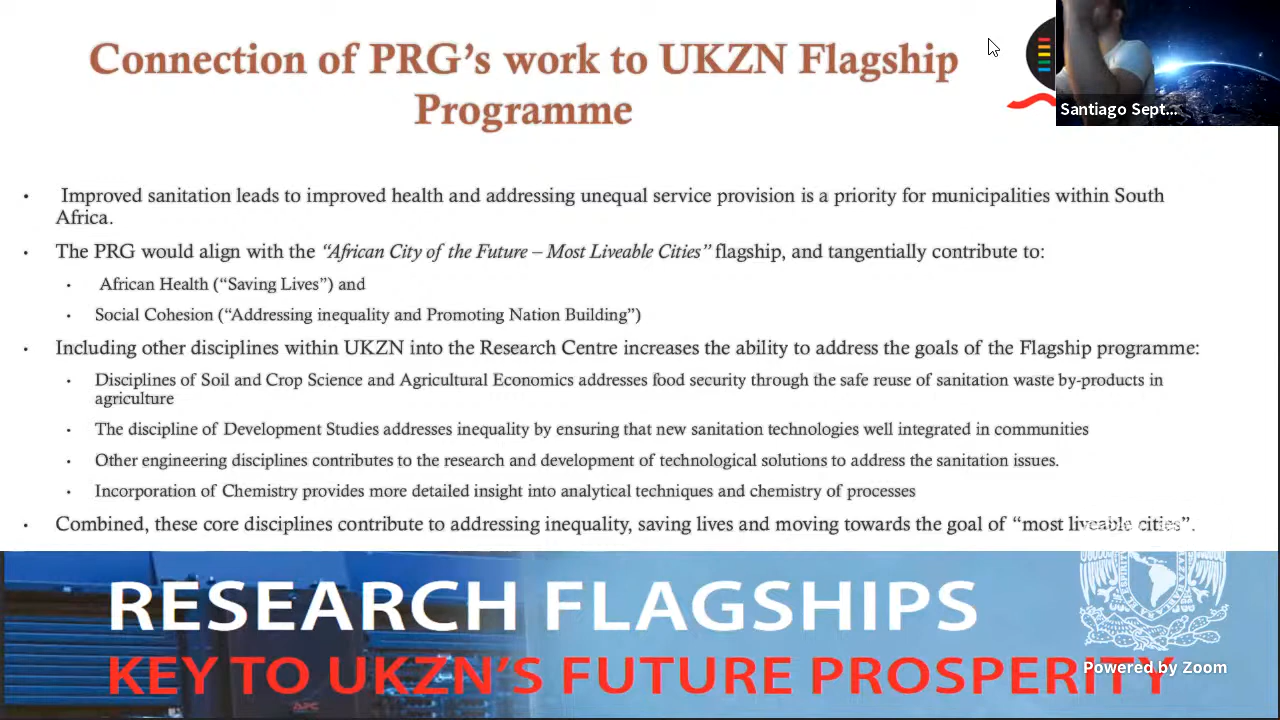 Connection of PRG's work to UKZN Flagship
Programme
Santiago Sept...
• Improved sanitation leads to improved health and addressing unequal service provision is a priority for municipalities within South
Africa.
• The PRG would align with the “African City of the Future – Most Liveable Cities” flagship, and tangentially contribute to:
• African Health (“Saving Lives”) and
• Social Cohesion (“Addressing inequality and Promoting Nation Building”)
• Including other disciplines within UKZN into the Research Centre increases the ability to address the goals of the Flagship programme:
• Disciplines of Soil and Crop Science and Agricultural Economics addresses food security through the safe reuse of sanitation waste by-products in
agriculture
• The discipline of Development Studies addresses inequality by ensuring that new sanitation technologies well integrated in communities
• Other engineering disciplines contributes to the research and development of technological solutions to address the sanitation issues.
• Incorporation of Chemistry provides more detailed insight into analytical techniques and chemistry of processes
• Combined, these core disciplines contribute to addressing inequality, saving lives and moving towards the goal of “most liveable cities”.
RESEARCH FLAGSHIPS
KEY TO UKZN'S FUTURE PROSPERITY
Powered by Zoom
APC